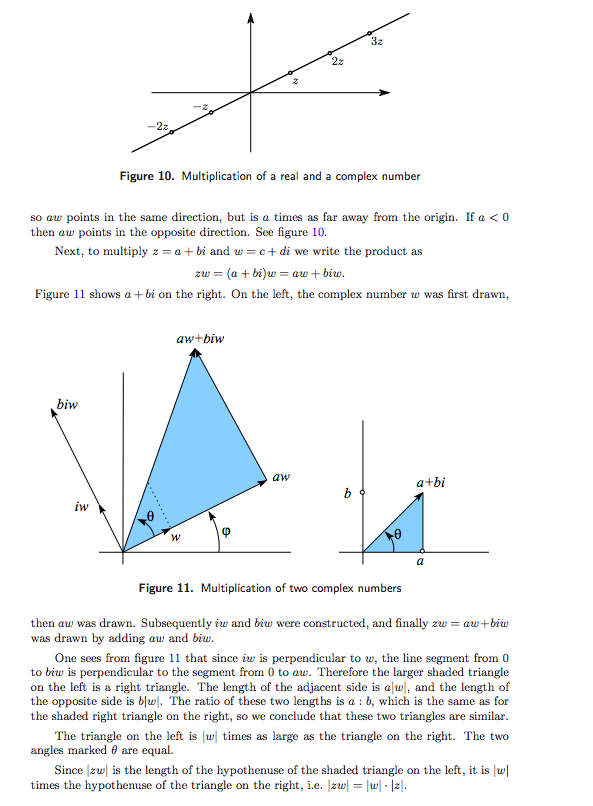 3z
2z
z
−z
−2z
Figure 10. Multiplication of a real and a complex number
so aw points in the same direction, but is a times as far away from the origin. If a < 0
then aw points in the opposite direction. See figure 10.
Next, to multiply z = a + bi and w = c + di we write the product as
zw = (a + bi)w = aw + biw.
Figure 11 shows a + bi on the right. On the left, the complex number w was first drawn,
aw+biw
biw
aw
a+bi
b
iw
θ
w
φ
θ
a
Figure 11. Multiplication of two complex numbers
then aw was drawn. Subsequently iw and biw were constructed, and finally zw = aw+biw
was drawn by adding aw and biw.
One sees from figure 11 that since iw is perpendicular to w, the line segment from 0
to biw is perpendicular to the segment from 0 to aw. Therefore the larger shaded triangle
on the left is a right triangle. The length of the adjacent side is a|w|, and the length of
the opposite side is b|w|. The ratio of these two lengths is a : b, which is the same as for
the shaded right triangle on the right, so we conclude that these two triangles are similar.
The triangle on the left is |w| times as large as the triangle on the right. The two
angles marked θ are equal.
Since |zw| is the length of the hypothenuse of the shaded triangle on the left, it is |w|
times the hypothenuse of the triangle on the right, i.e. |zw| = |w| · |z|.